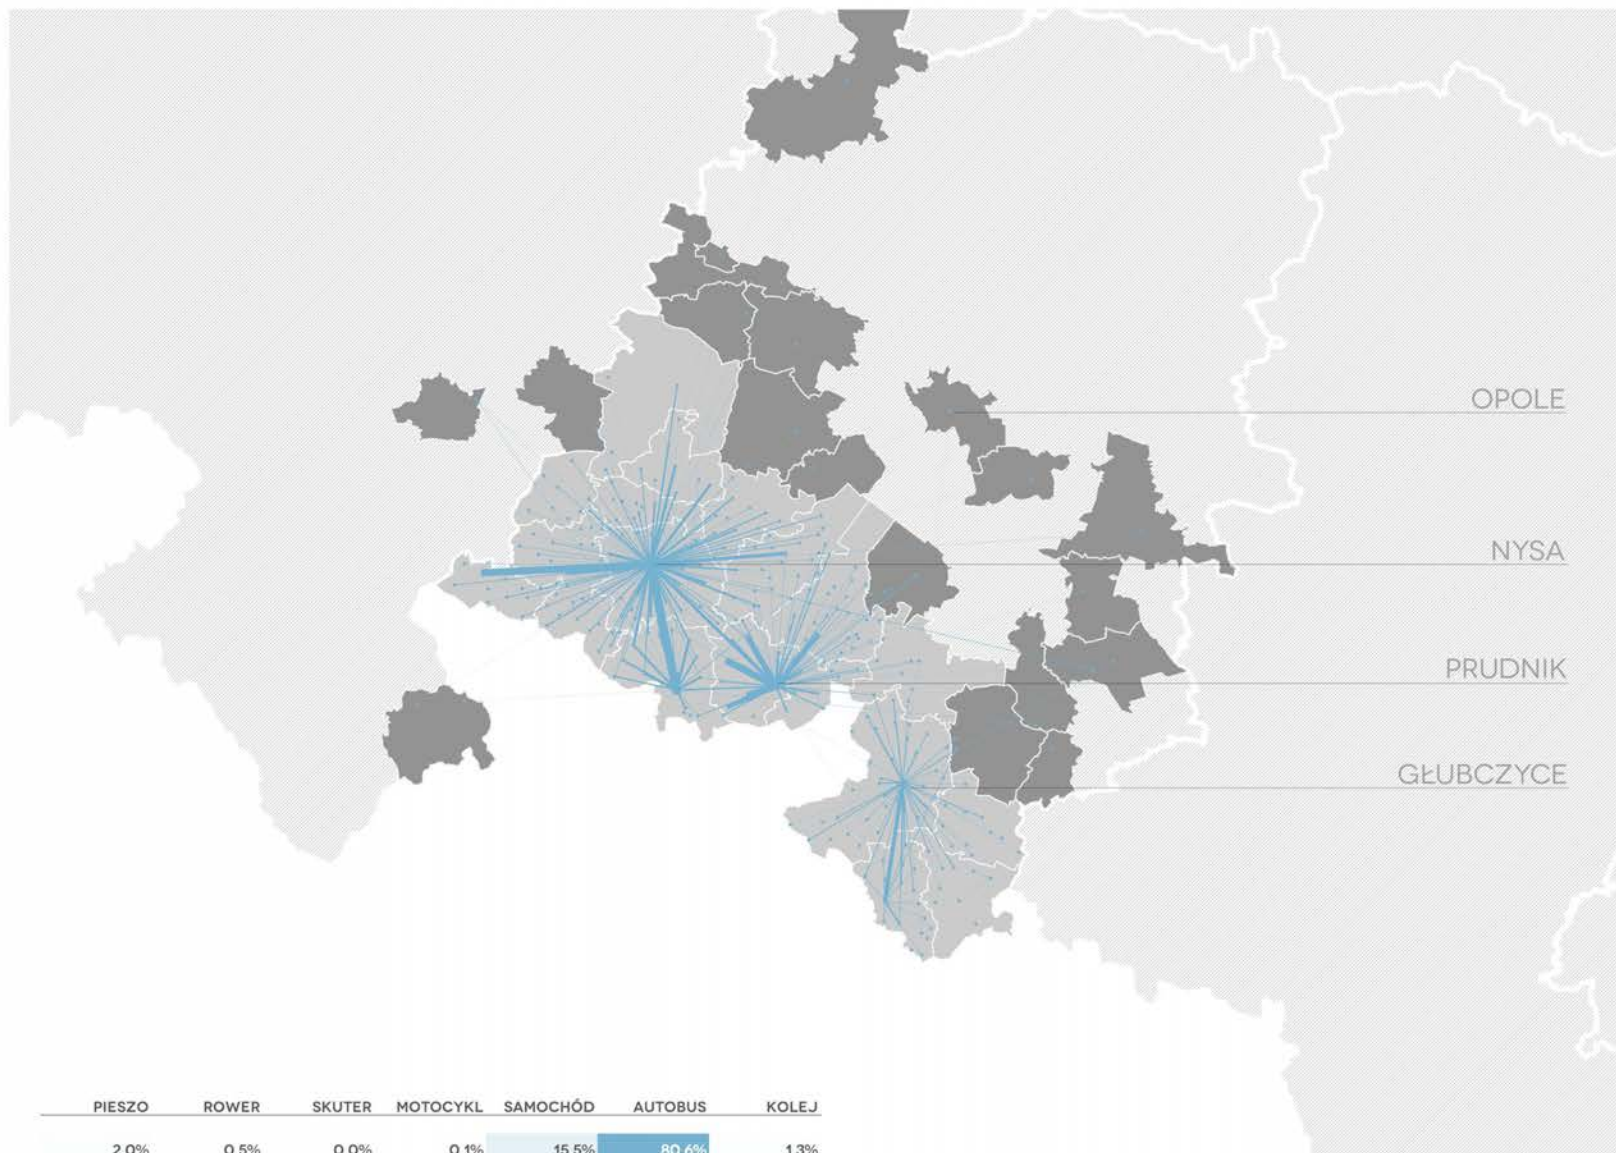 OPOLE
NYSA
PRUDNIK
GŁUBCZYCE
PIESZO ROWER SKUTER MOTOCYKL SAMOCHÓD AUTOBUS KOLEJ
2.0% 0.5% 0.0% 0.1% 15.5% 80.6% 1.3%